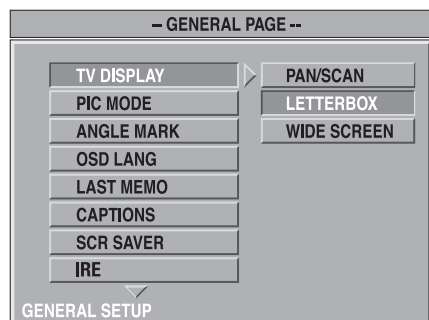 – GENERAL PAGE --
TV DISPLAY
PIC MODE
ANGLE MARK
OSD LANG
LAST MEMO
CAPTIONS
SCR SAVER
IRE
PAN/SCAN
LETTERBOX
WIDE SCREEN
GENERAL SETUP